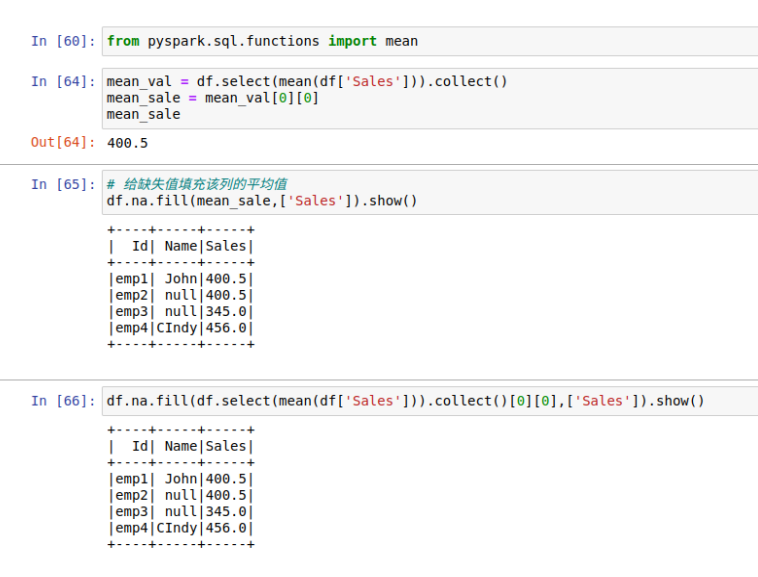 In [60]: from pyspark.sql.functions import mean
In [64]: mean_val = df.select(mean(df['Sales'])).collect()
mean_sale = mean_val[0][0]
mean_sale
Out[64]: 400.5
In [65]: # 给缺失值填充该列的平均值
df.na.fill(mean_sale,['Sales']).show()
+----+-----+-----+
|  Id| Name|Sales|
+----+-----+-----+
|emp1| John|400.5|
|emp2| null|400.5|
|emp3| null|345.0|
|emp4|CIndy|456.0|
+----+-----+-----+
In [66]: df.na.fill(df.select(mean(df['Sales'])).collect()[0][0],['Sales']).show()
+----+-----+-----+
|  Id| Name|Sales|
+----+-----+-----+
|emp1| John|400.5|
|emp2| null|400.5|
|emp3| null|345.0|
|emp4|CIndy|456.0|
+----+-----+-----+